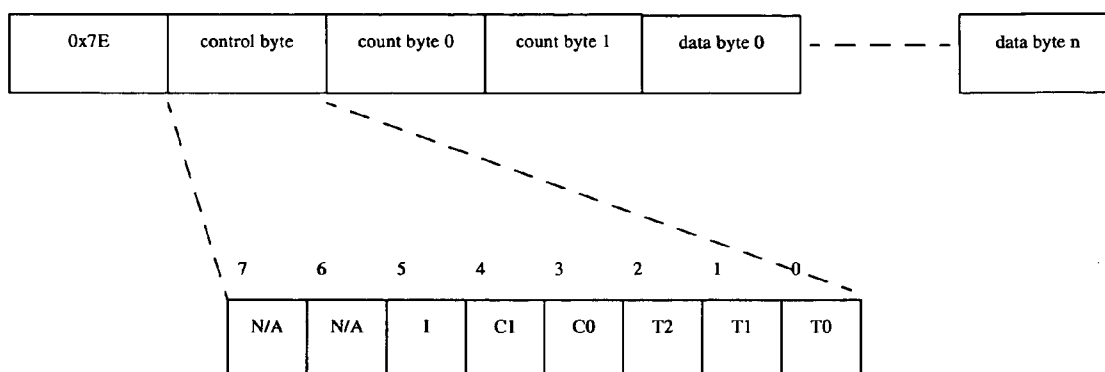 0x7E control byte count byte 0 count byte 1 data byte 0 data byte n
7 6 5 4 3 2 1 0
N/A N/A I C1 C0 T2 T1 T0